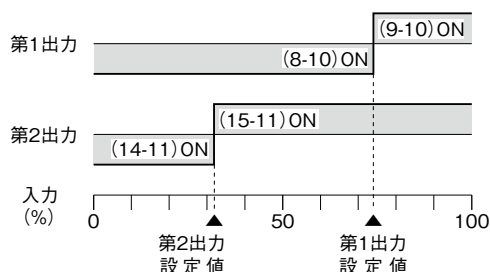 第1出力
(9-10)ON
(8-10)ON
第2出力
(15-11)ON
(14-11)ON
入力
(%)
0
50
100
第2出力
設定値
第1出力
設定値